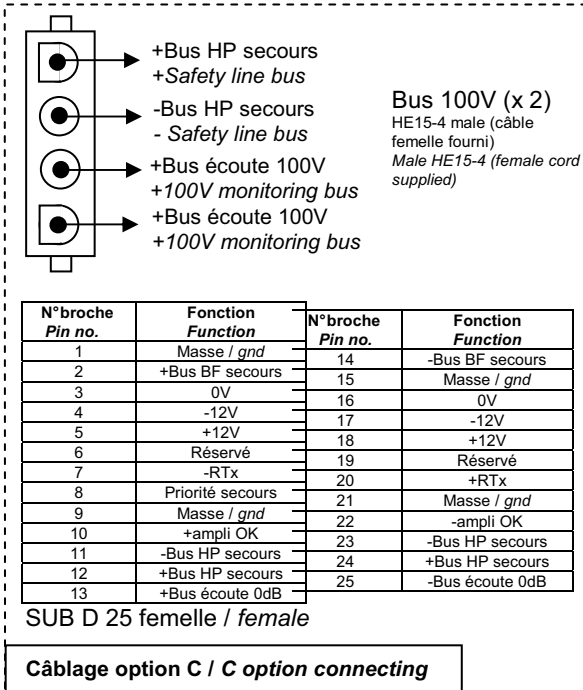 +Bus HP secours
+Safety line bus
-Bus HP secours
- Safety line bus
+Bus écoute 100V
+100V monitoring bus
+Bus écoute 100V
+100V monitoring bus
Bus 100V (x 2)
HE15-4 male (câble
femelle fourni)
Male HE15-4 (female cord
supplied)
N°broche Fonction
Pin no. Function
1 Masse / gnd
2 +Bus BF secours
3 0V
4 -12V
5 +12V
6 Réservé
7 -RTx
8 Priorité secours
9 Masse / gnd
10 +ampli OK
11 -Bus HP secours
12 +Bus HP secours
13 +Bus écoute 0dB
N°broche Fonction
Pin no. Function
14 -Bus BF secours
15 Masse / gnd
16 0V
17 -12V
18 +12V
19 Réservé
20 +RTx
21 Masse / gnd
22 -ampli OK
23 -Bus HP secours
24 +Bus HP secours
25 -Bus écoute 0dB
SUB D 25 femelle / female
Câblage option C / C option connecting